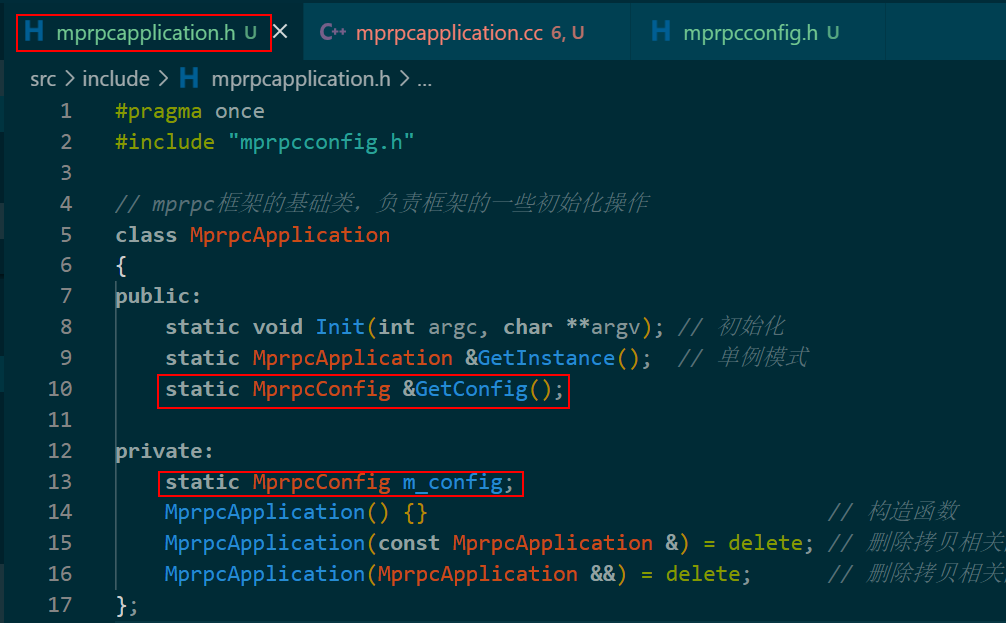 mprpcapplication.h U
mprpcapplication.cc 6, U
mprpcconfig.h U
src > include > mprpcapplication.h > ...
1 #pragma once
2 #include "mprpcconfig.h"
3
4 // mprpc框架的基础类，负责框架的一些初始化操作
5 class MprpcApplication
6 {
7 public:
8 static void Init(int argc, char **argv); // 初始化
9 static MprpcApplication &GetInstance(); // 单例模式
10 static MprpcConfig &GetConfig();
11
12 private:
13 static MprpcConfig m_config;
14 MprpcApplication() {} // 构造函数
15 MprpcApplication(const MprpcApplication &) = delete; // 删除拷贝相关
16 MprpcApplication(MprpcApplication &&) = delete; // 删除拷贝相关
17 };